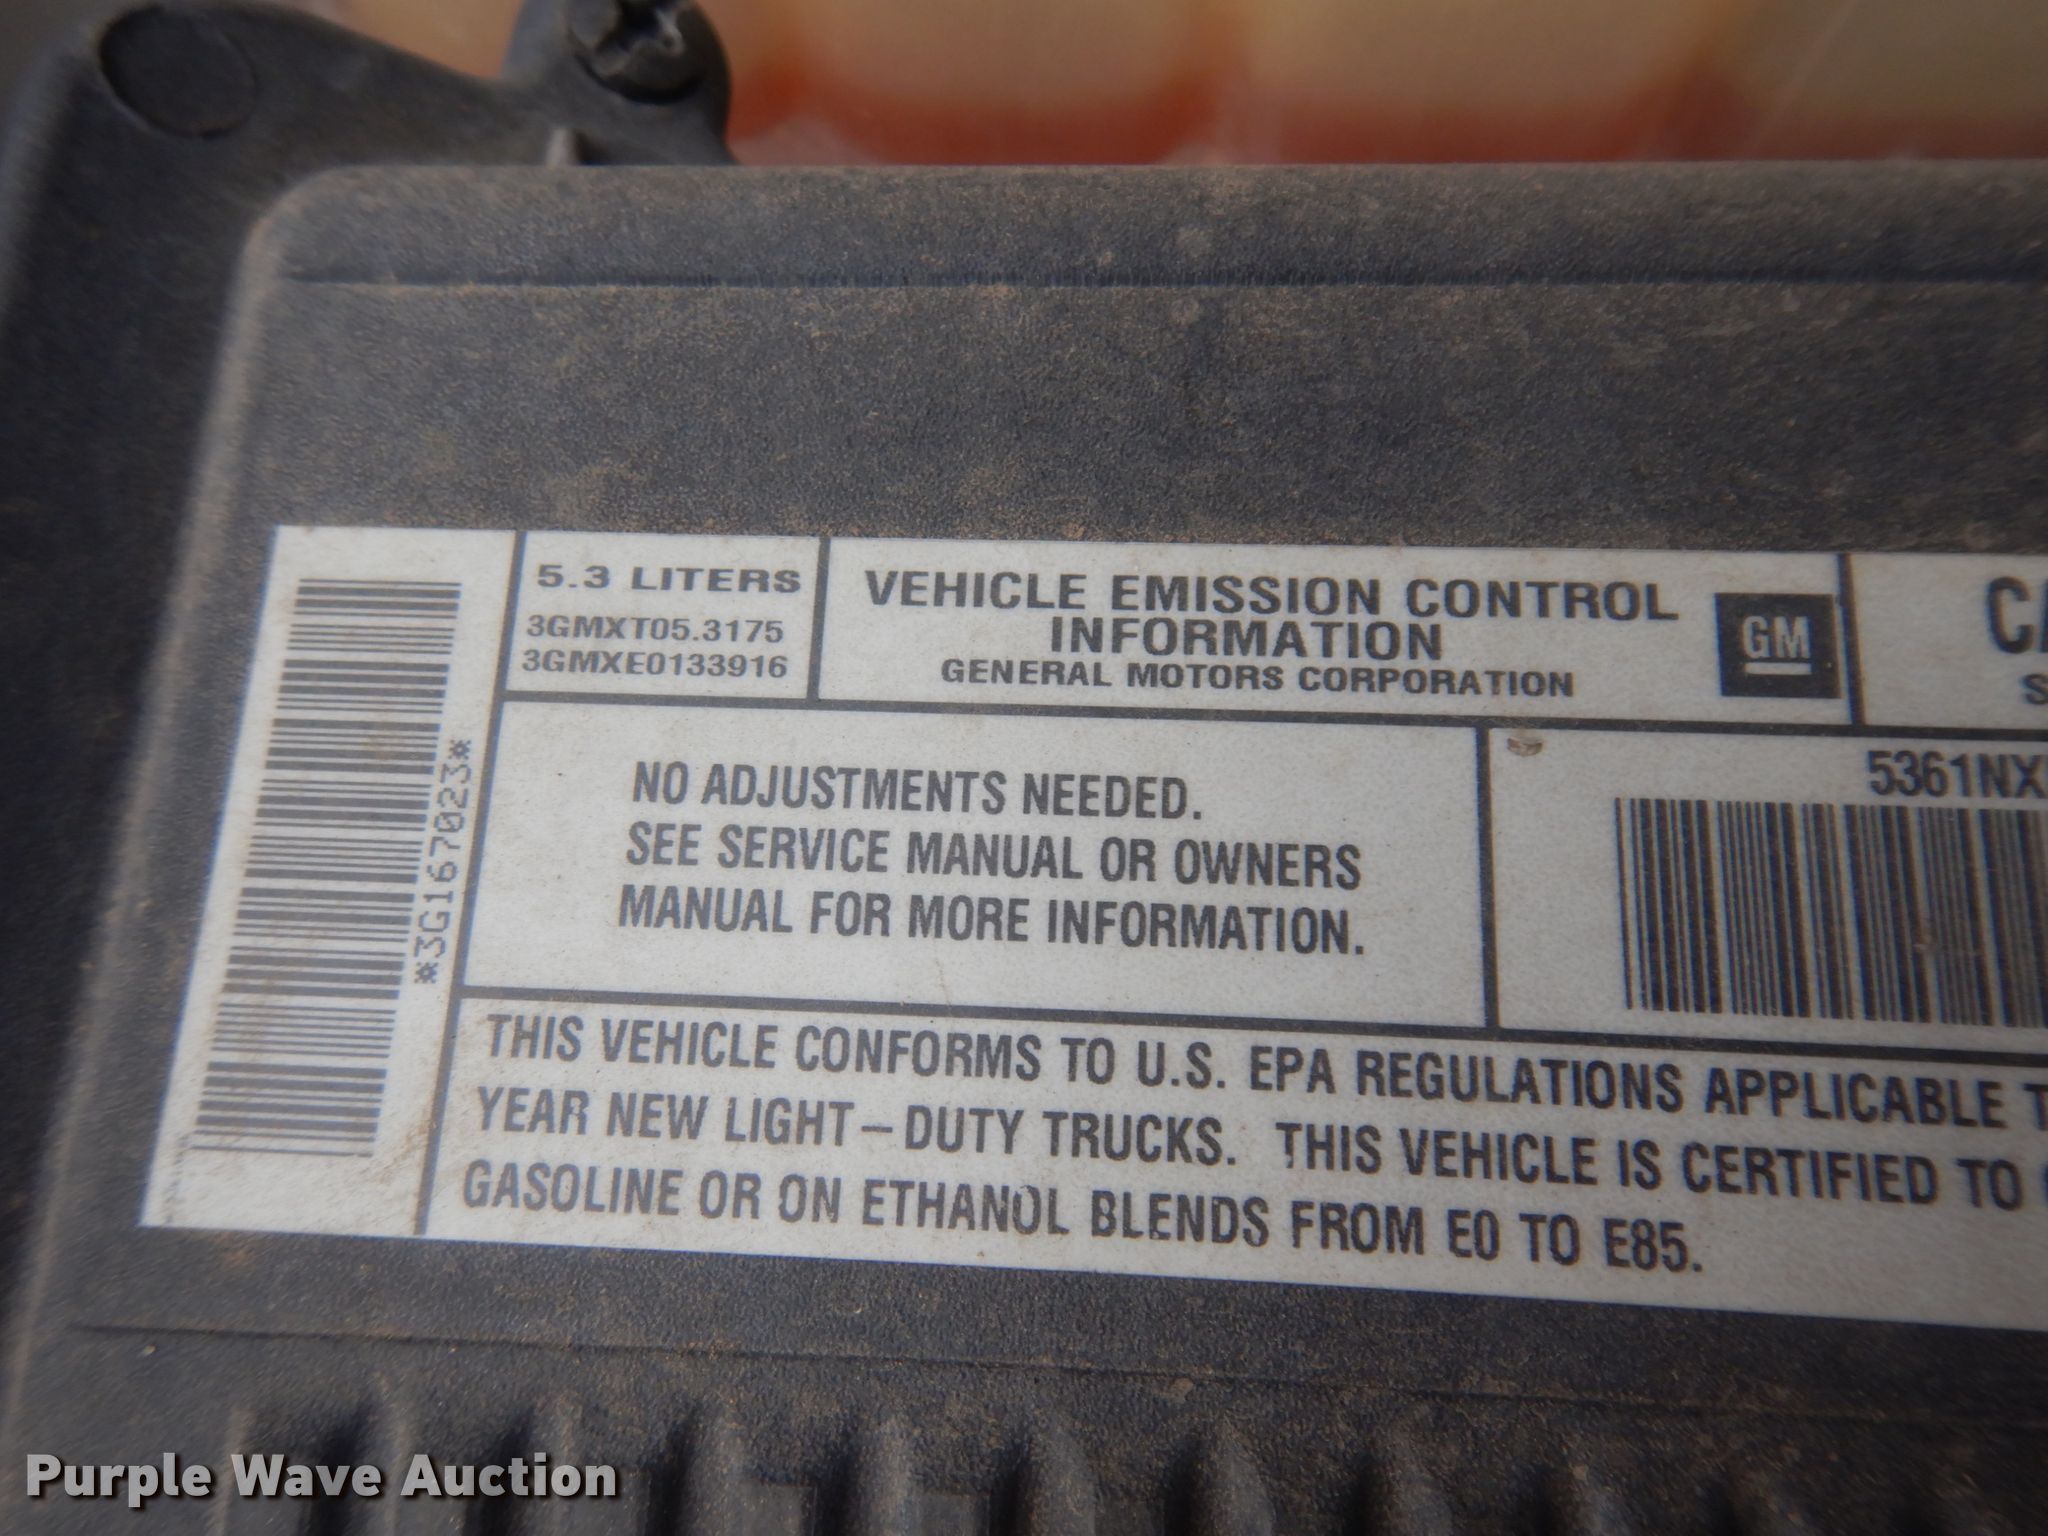 5.3 LITERS
3GMXT05.3175
3GMXE0133916
VEHICLE EMISSION CONTROL
INFORMATION
GENERAL MOTORS CORPORATION
GM
*3G167023*
NO ADJUSTMENTS NEEDED.
SEE SERVICE MANUAL OR OWNERS
MANUAL FOR MORE INFORMATION.
5361NX
THIS VEHICLE CONFORMS TO U.S. EPA REGULATIONS APPLICABLE T
YEAR NEW LIGHT-DUTY TRUCKS. THIS VEHICLE IS CERTIFIED TO
GASOLINE OR ON ETHANOL BLENDS FROM E0 TO E85.
Purple Wave Auction